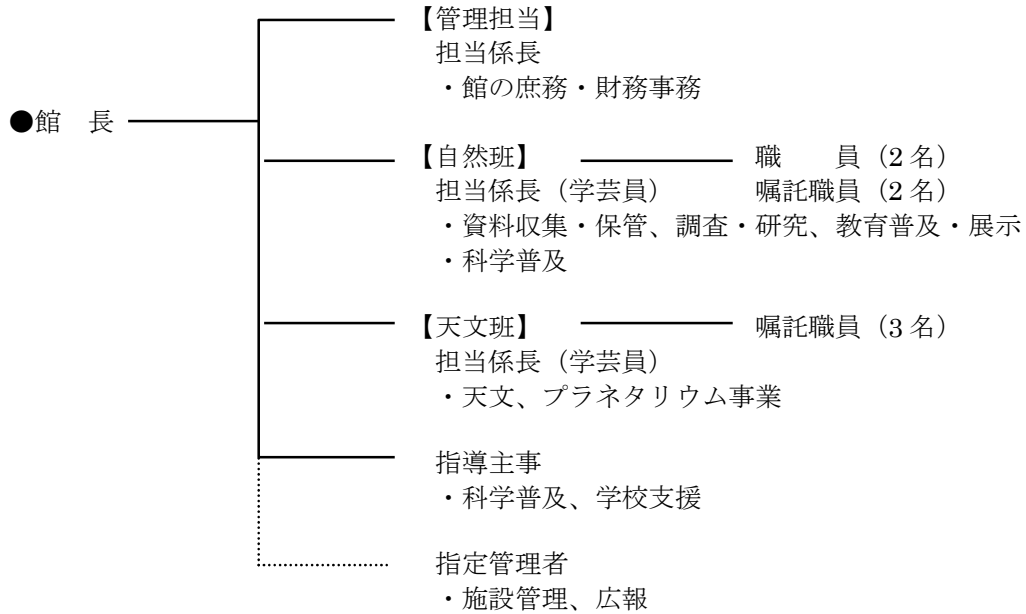 【管理担当】
担当係長
・館の庶務・財務事務
●館　長
【自然班】　職　　員（2名）
担当係長（学芸員）　嘱託職員（2名）
・資料収集・保管、調査・研究、教育普及・展示
・科学普及
【天文班】　嘱託職員（3名）
担当係長（学芸員）
・天文、プラネタリウム事業
指導主事
・科学普及、学校支援
指定管理者
・施設管理、広報